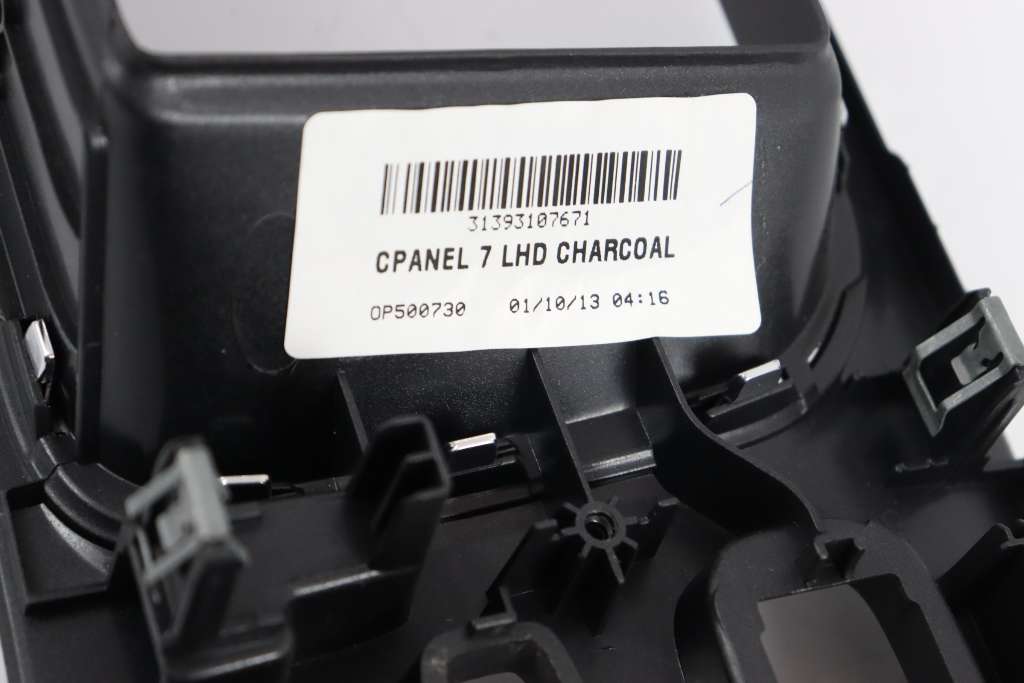 31393107671
CPANEL 7 LHD CHARCOAL
OP500730 01/10/13 04:16